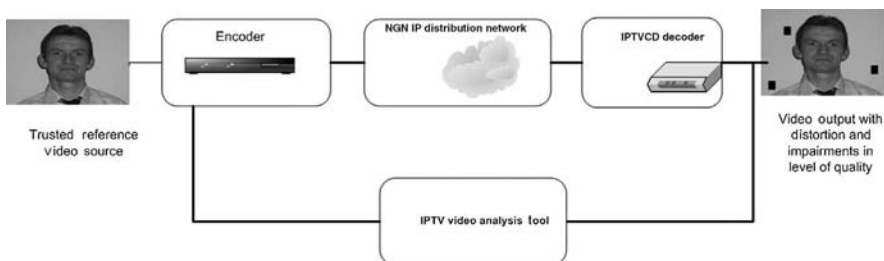 Encoder
NGN IP distribution network
IPTVCD decoder
Trusted reference
video source
Video output with
distortion and
impairments in
level of quality
IPTV video analysis tool